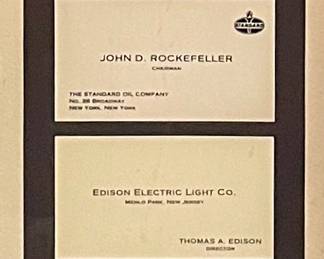 STANDARD
JOHN D. ROCKEFELLER
CHAIRMAN
THE STANDARD OIL COMPANY
No. 26 BROADWAY
NEW YORK, NEW YORK
EDISON ELECTRIC LIGHT CO.
MENLO PARK, NEW JERSEY
THOMAS A. EDISON
DIRECTOR